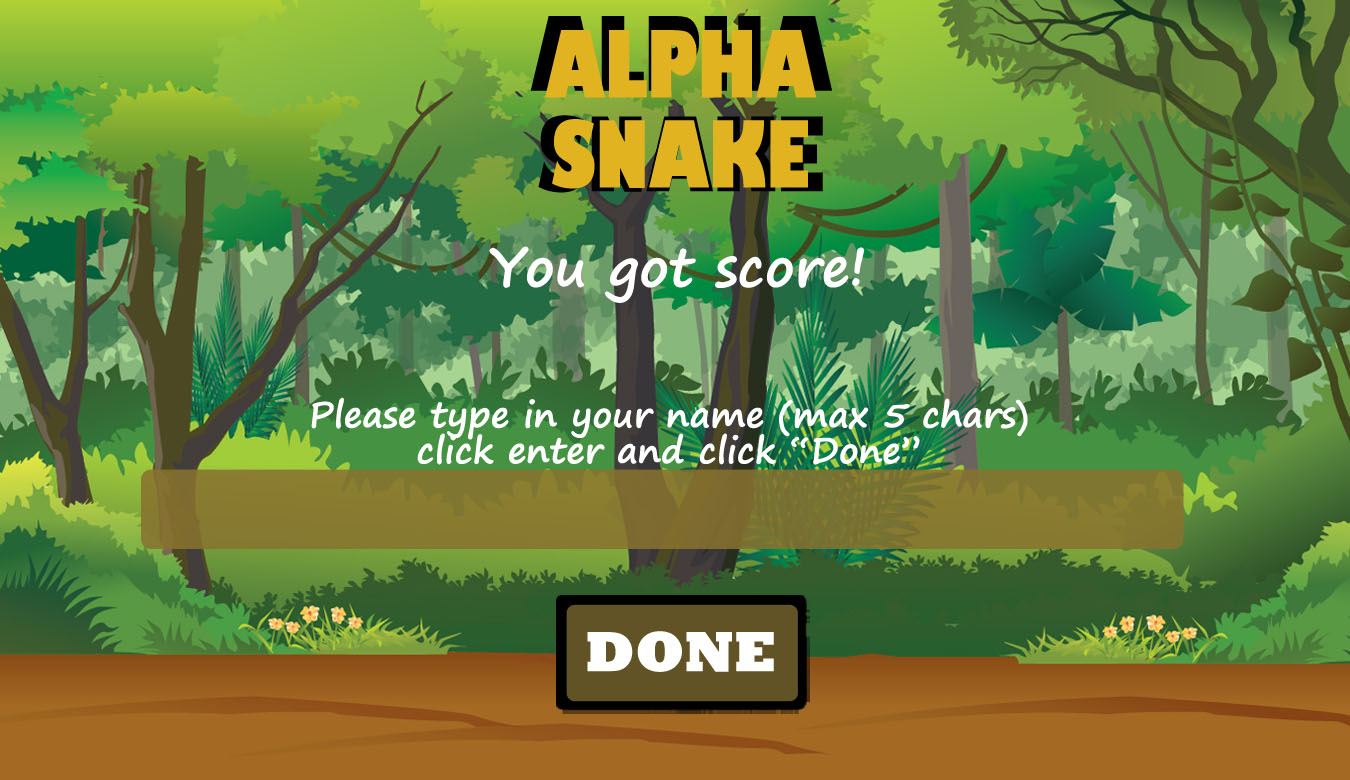 ALPHA
SNAKE
You got score!
Please type in your name (max 5 chars)
click enter and click “Done”
DONE